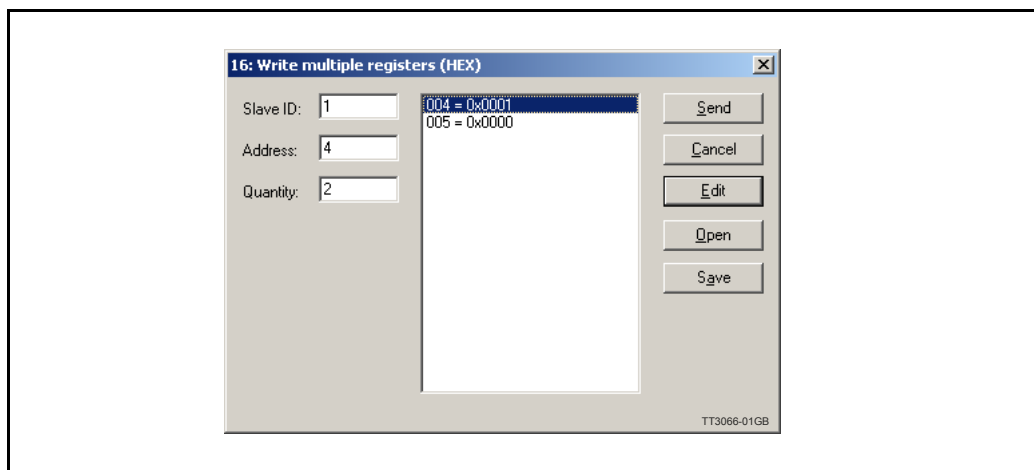 16: Write multiple registers (HEX)
Slave ID: 1
Address: 4
Quantity: 2
004 = 0x0001
005 = 0x0000
Send
Cancel
Edit
Open
Save
TT3066-01GB